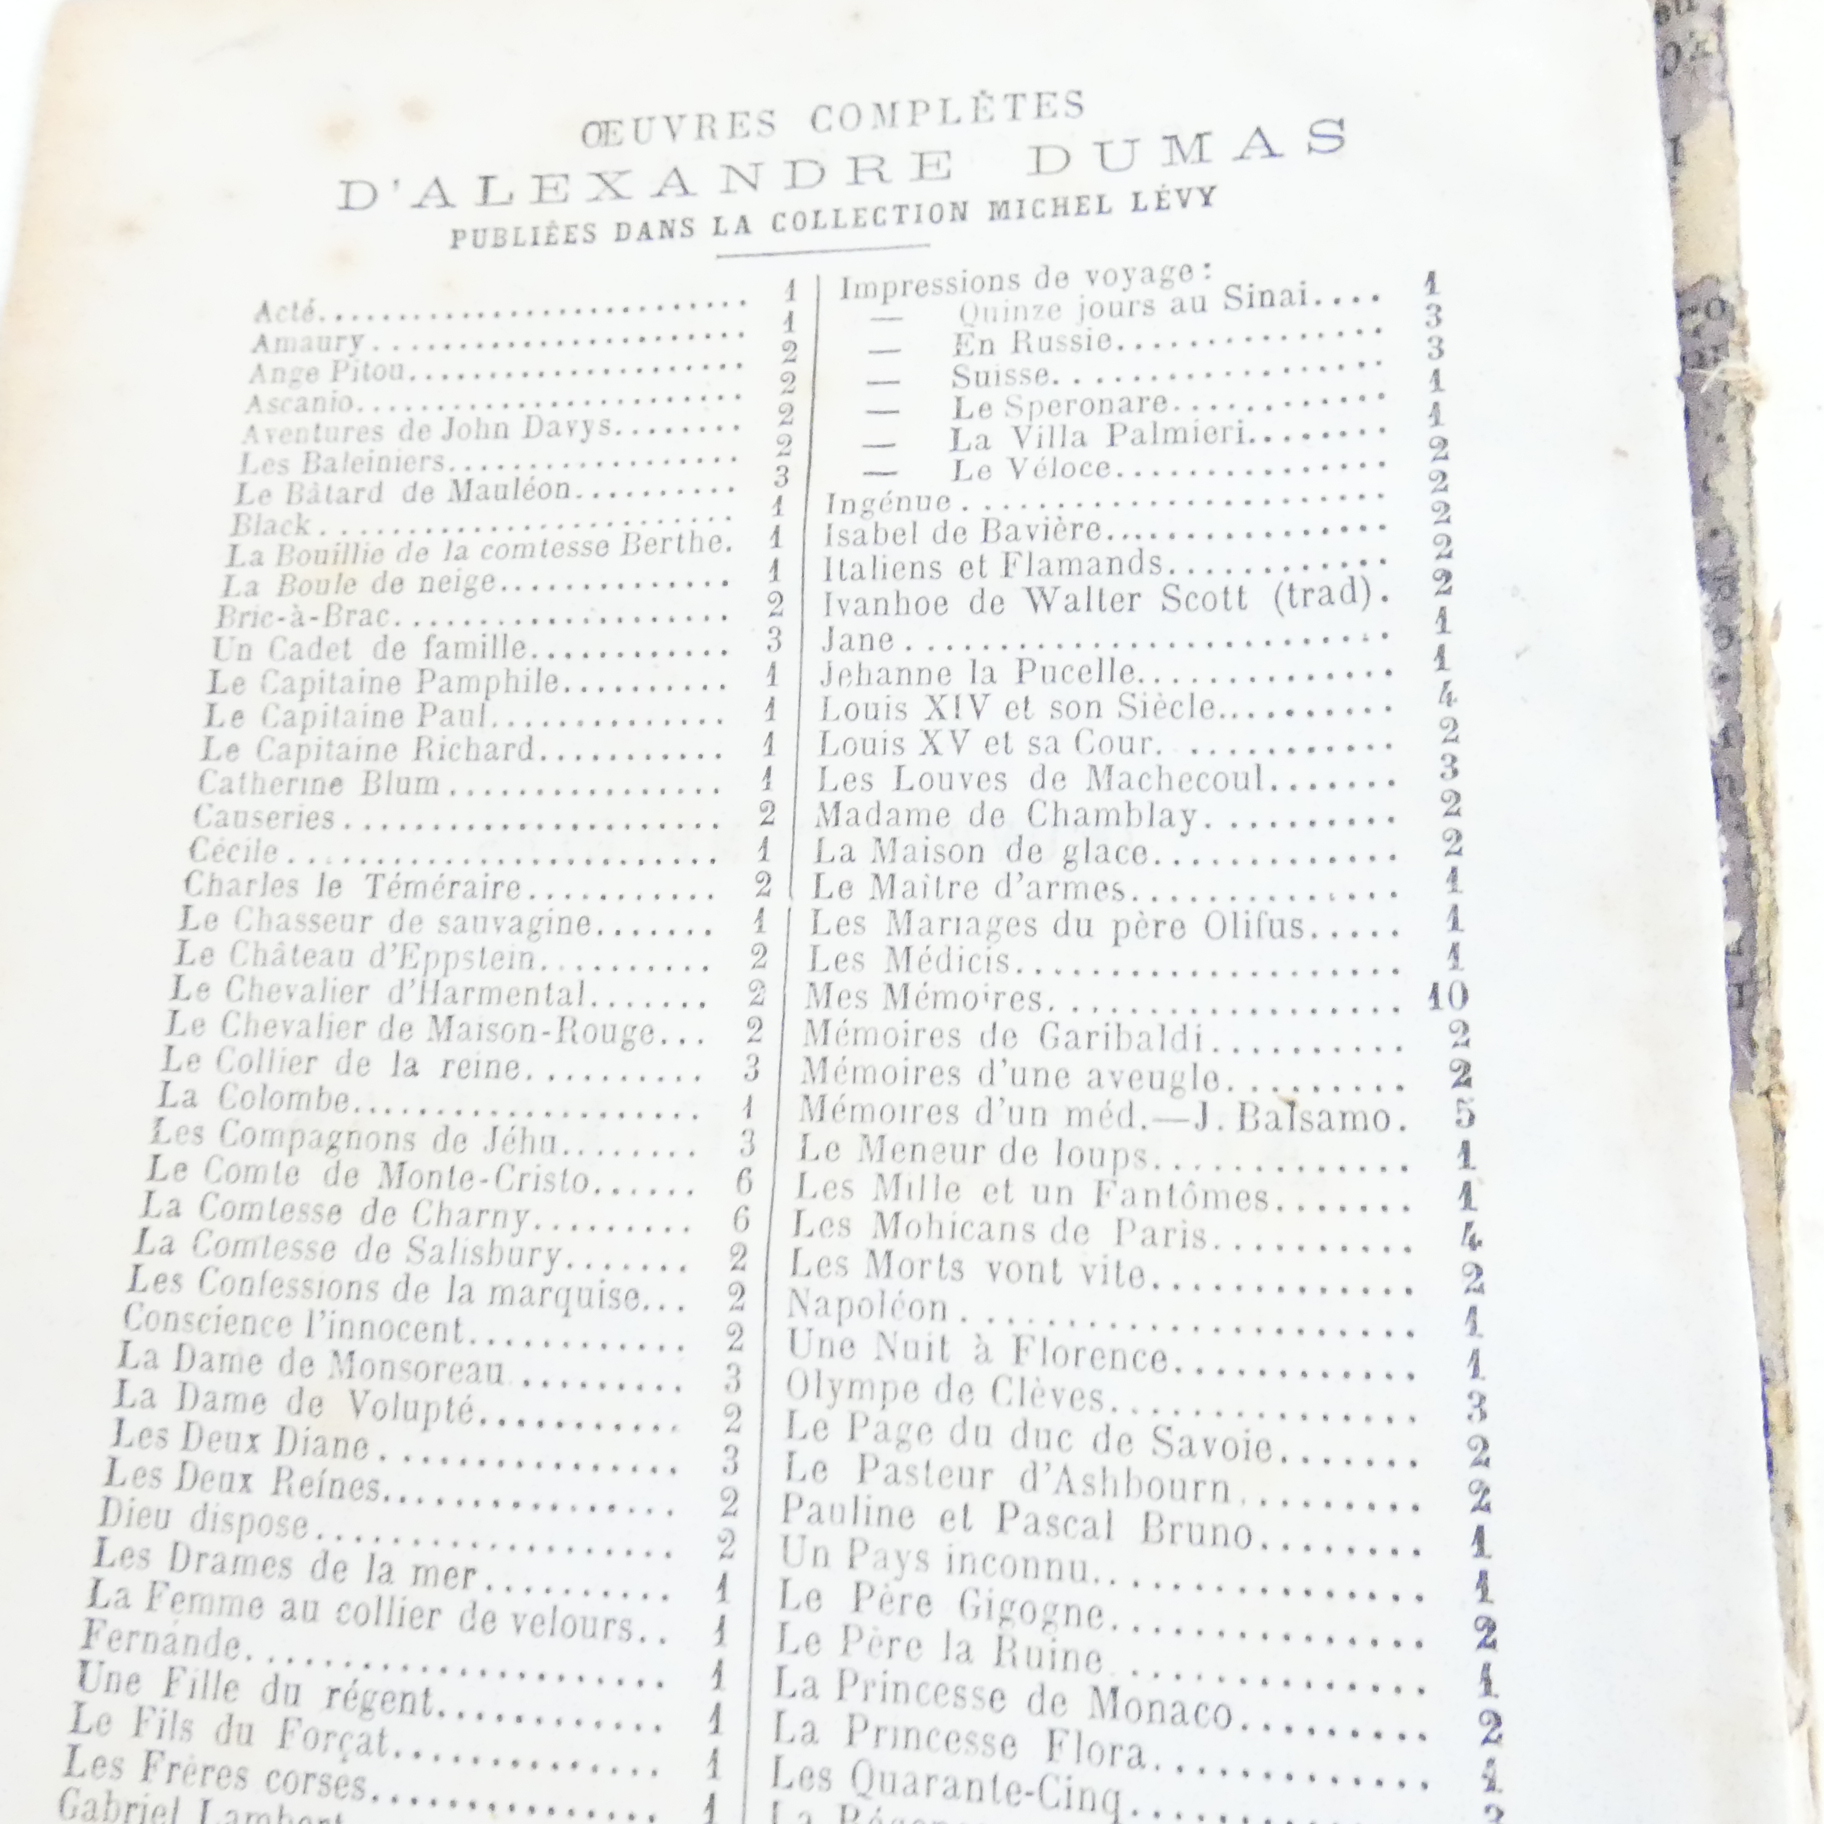 ŒUVRES COMPLÈTES
D'ALEXANDRE DUMAS
PUBLIÉES DANS LA COLLECTION MICHEL LÉVY
Acté. 1
Amaury. 1
Ange Pitou. 2
Ascanio. 2
Aventures de John Davys. 2
Les Baleiniers. 2
Le Bâtard de Mauléon. 3
Black. 1
La Bouillie de la comtesse Berthe. 1
La Boule de neige. 1
Bric-à-Brac. 2
Un Cadet de famille. 3
Le Capitaine Pamphile. 1
Le Capitaine Paul. 1
Le Capitaine Richard. 1
Catherine Blum. 1
Causeries. 2
Cécile. 1
Charles le Téméraire. 2
Le Chasseur de sauvagine. 1
Le Château d'Eppstein. 2
Le Chevalier d'Harmental. 2
Le Chevalier de Maison-Rouge. 2
Le Collier de la reine. 3
La Colombe. 1
Les Compagnons de Jéhu. 3
Le Comte de Monte-Cristo. 6
La Comtesse de Charny. 6
La Comtesse de Salisbury. 2
Les Confessions de la marquise. 2
Conscience l'innocent. 2
La Dame de Monsoreau. 3
La Dame de Volupté. 2
Les Deux Diane. 3
Les Deux Reines. 2
Dieu dispose. 2
Les Drames de la mer. 1
La Femme au collier de velours. 1
Fernande. 1
Une Fille du régent. 1
Le Fils du Forçat. 1
Les Frères corses. 1
Gabriel Lambert
Impressions de voyage :
— Quinze jours au Sinai. 1
— En Russie. 3
— Suisse. 3
— Le Speronare. 1
— La Villa Palmieri. 1
— Le Véloce. 2
Ingénue. 2
Isabel de Bavière. 2
Italiens et Flamands. 2
Ivanhoe de Walter Scott (trad). 2
Jane. 1
Jehanne la Pucelle. 1
Louis XIV et son Siècle. 4
Louis XV et sa Cour. 2
Les Louves de Machecoul. 3
Madame de Chamblay. 2
La Maison de glace. 2
Le Maître d'armes. 1
Les Mariages du père Olifus. 1
Les Médicis. 1
Mes Mémoires. 10
Mémoires de Garibaldi. 2
Mémoires d'une aveugle. 2
Mémoires d'un méd.—J. Balsamo. 5
Le Meneur de loups. 1
Les Mille et un Fantômes. 1
Les Mohicans de Paris. 4
Les Morts vont vite. 2
Napoléon. 1
Une Nuit à Florence. 1
Olympe de Clèves. 3
Le Page du duc de Savoie. 2
Le Pasteur d'Ashbourn. 2
Pauline et Pascal Bruno. 1
Un Pays inconnu. 1
Le Père Gigogne. 2
Le Père la Ruine. 1
La Princesse de Monaco. 2
La Princesse Flora. 1
Les Quarante-Cinq. 3